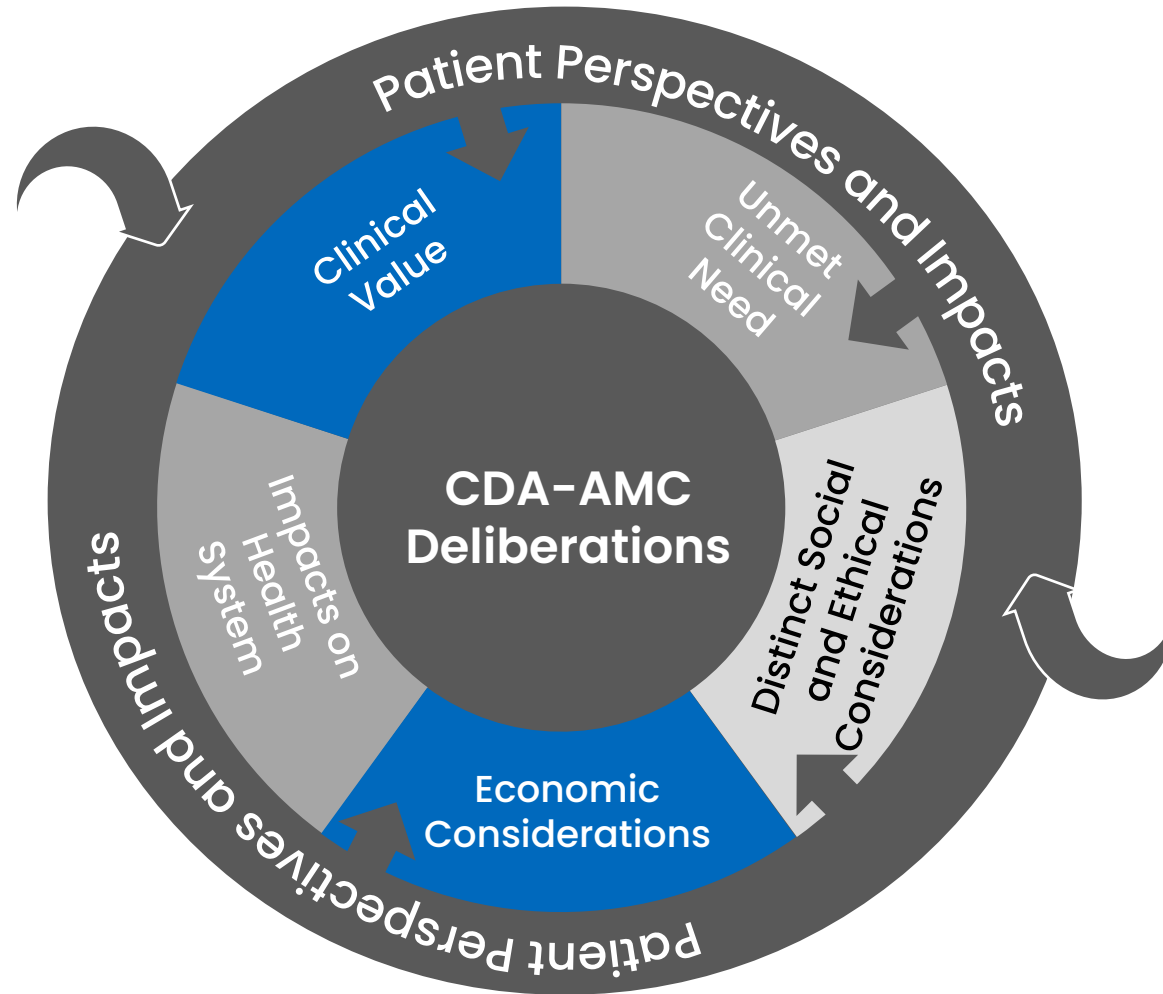 Patient Perspectives and Impacts
Clinical
Value
Unmet
Clinical
Need
CDA-AMC
Deliberations
Distinct Social
and Ethical
Considerations
Impacts on
Health
System
Economic
Considerations
Patient Perspectives and Impacts